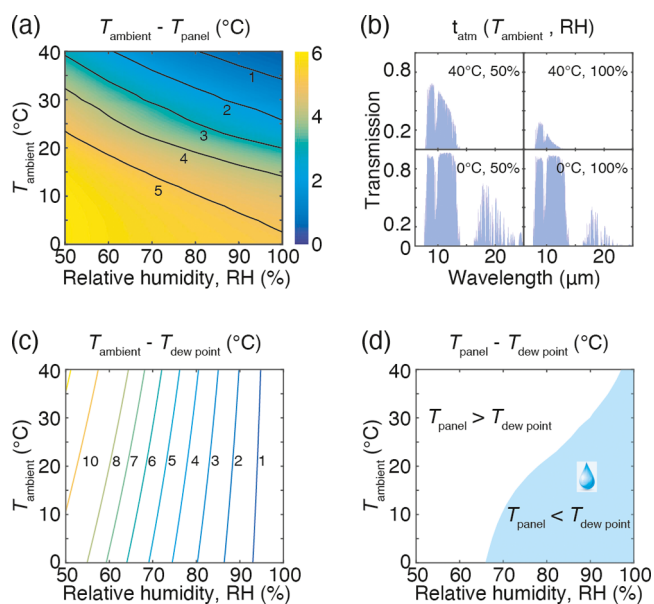 (a) T_ambient - T_panel (°C)
40
30
20
10
0
T_ambient (°C)
1
2
3
4
5
50 60 70 80 90 100
Relative humidity, RH (%)
6
4
2
0
(b) t_atm (T_ambient , RH)
Transmission
0.8
0.2
0.8
0.2
0
40°C, 50%
40°C, 100%
0°C, 50%
0°C, 100%
10 20 10 20
Wavelength (μm)
(c) T_ambient - T_dew point (°C)
40
30
20
10
0
T_ambient (°C)
10 8 7 6 5 4 3 2 1
50 60 70 80 90 100
Relative humidity, RH (%)
(d) T_panel - T_dew point (°C)
40
30
20
10
0
T_ambient (°C)
T_panel > T_dew point
T_panel < T_dew point
50 60 70 80 90 100
Relative humidity, RH (%)